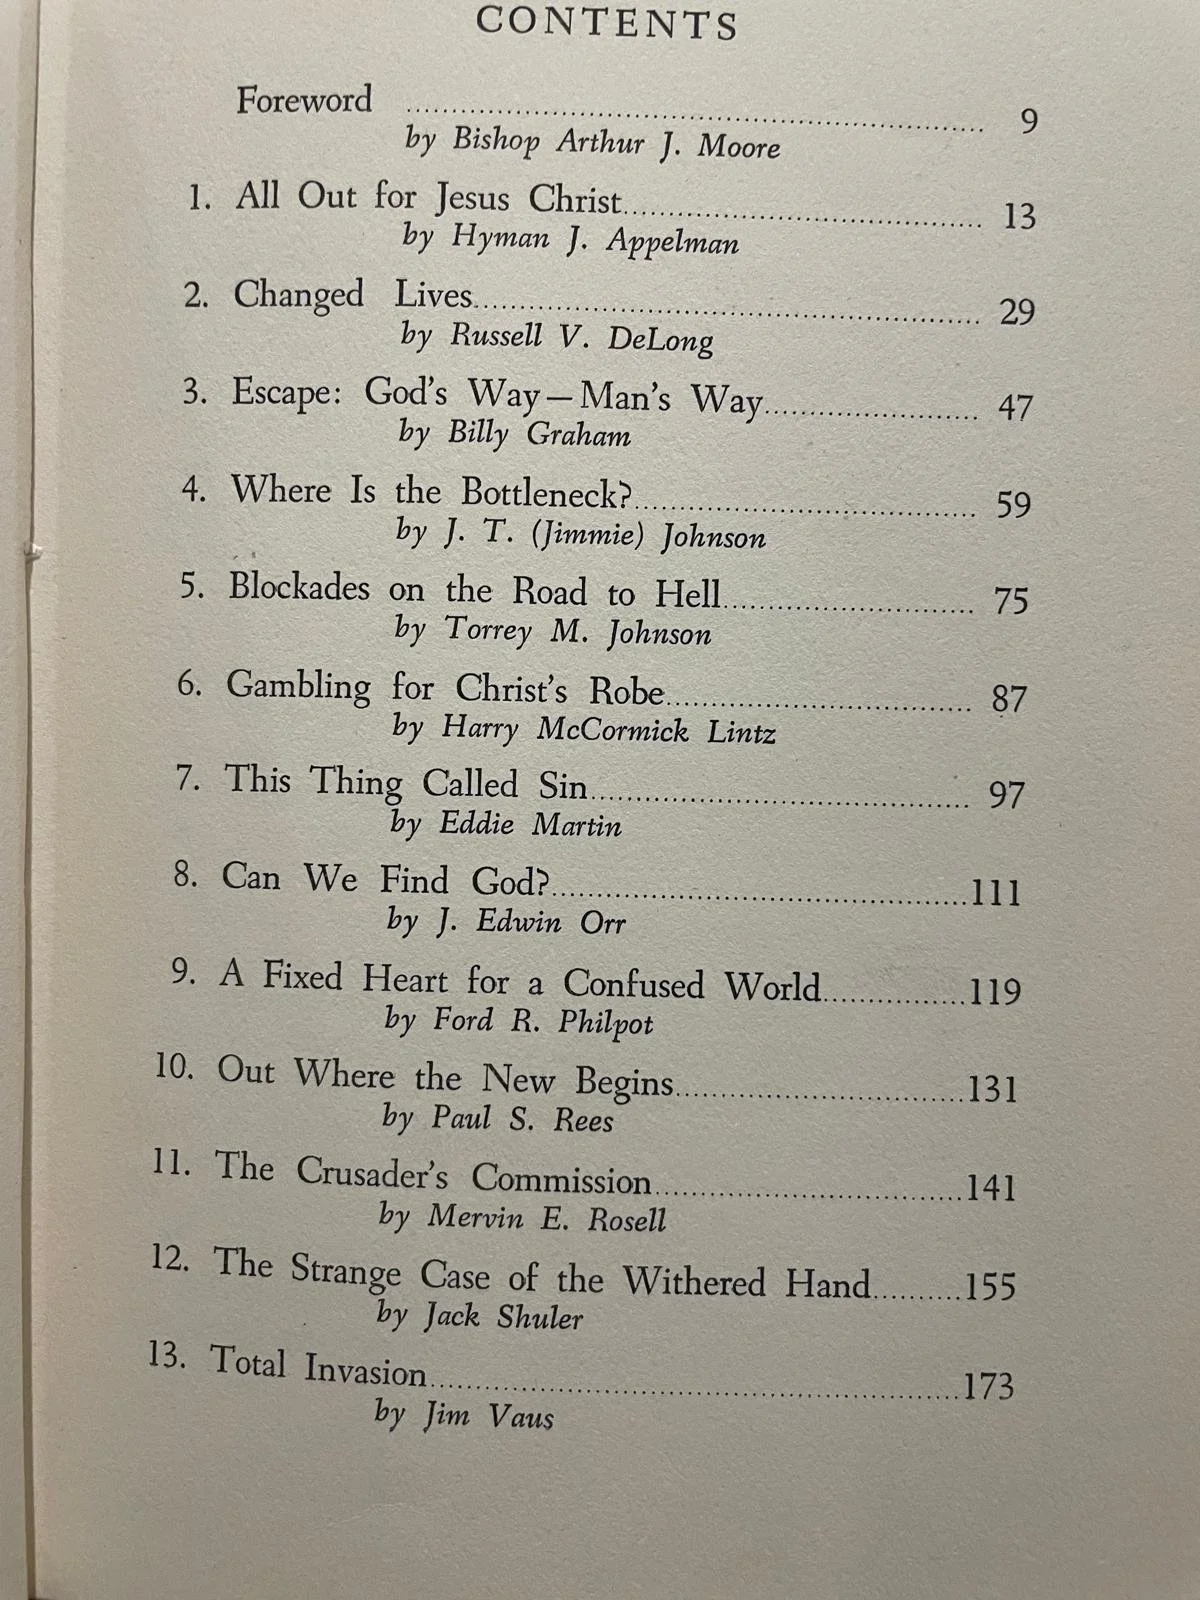 CONTENTS
Foreword ........................................ 9
by Bishop Arthur J. Moore
1. All Out for Jesus Christ........................................ 13
by Hyman J. Appelman
2. Changed Lives........................................ 29
by Russell V. DeLong
3. Escape: God's Way—Man's Way........................................ 47
by Billy Graham
4. Where Is the Bottleneck?........................................ 59
by J. T. (Jimmie) Johnson
5. Blockades on the Road to Hell........................................ 75
by Torrey M. Johnson
6. Gambling for Christ's Robe........................................ 87
by Harry McCormick Lintz
7. This Thing Called Sin........................................ 97
by Eddie Martin
8. Can We Find God?........................................111
by J. Edwin Orr
9. A Fixed Heart for a Confused World................119
by Ford R. Philpot
10. Out Where the New Begins................................131
by Paul S. Rees
11. The Crusader's Commission................................141
by Mervin E. Rosell
12. The Strange Case of the Withered Hand..........155
by Jack Shuler
13. Total Invasion........................................173
by Jim Vaus